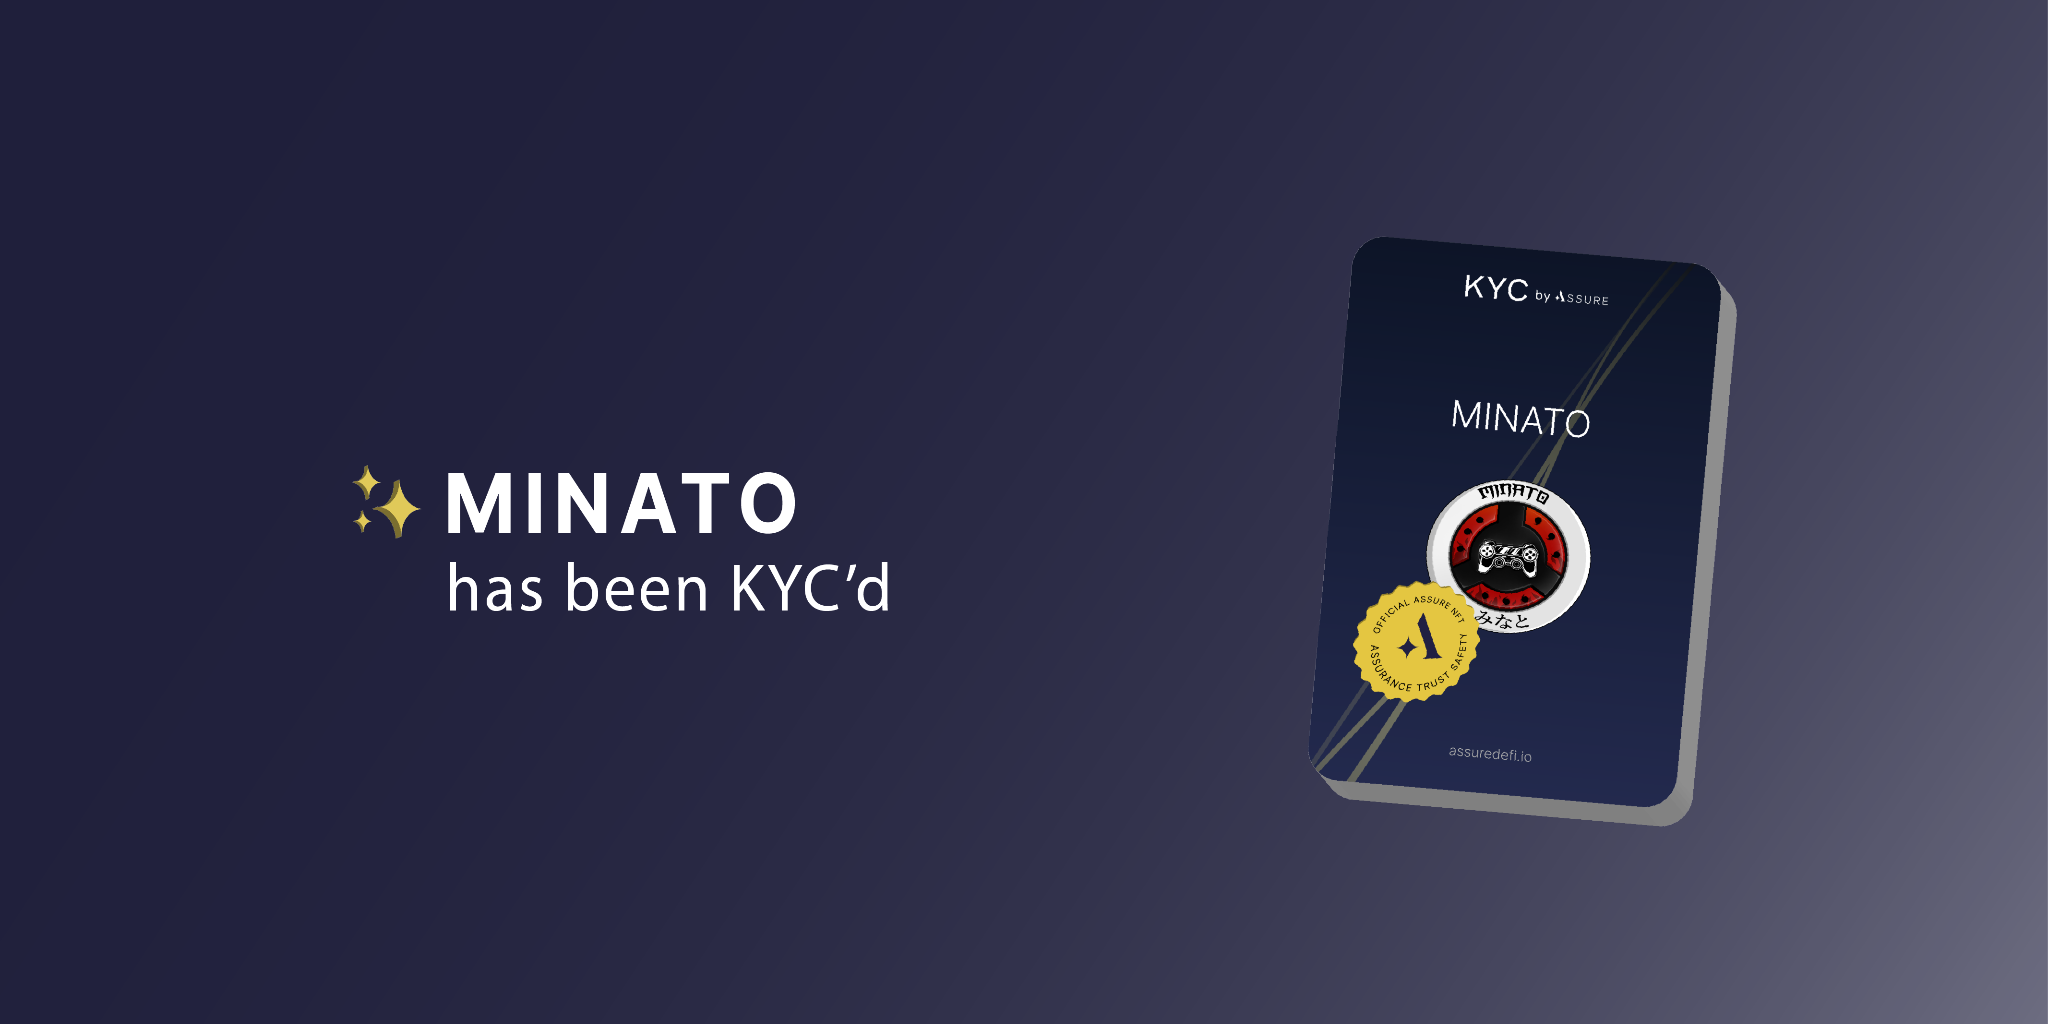 MINATO
has been KYC’d
KYC by ASSURE
MINATO
MINATO
みなと
OFFICIAL ASSURE NFT
ASSURANCE TRUST SAFETY
assuredefi.io